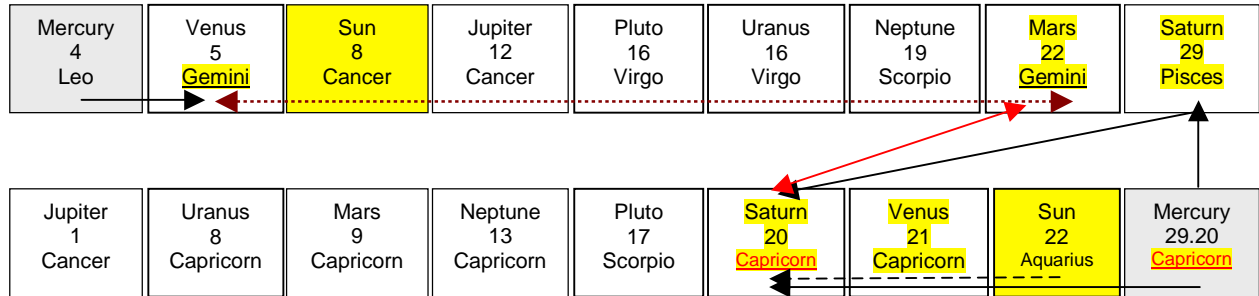 Mercury
4
Leo
Venus
5
Gemini
Sun
8
Cancer
Jupiter
12
Cancer
Pluto
16
Virgo
Uranus
16
Virgo
Neptune
19
Scorpio
Mars
22
Gemini
Saturn
29
Pisces
Jupiter
1
Cancer
Uranus
8
Capricorn
Mars
9
Capricorn
Neptune
13
Capricorn
Pluto
17
Scorpio
Saturn
20
Capricorn
Venus
21
Capricorn
Sun
22
Aquarius
Mercury
29.20
Capricorn